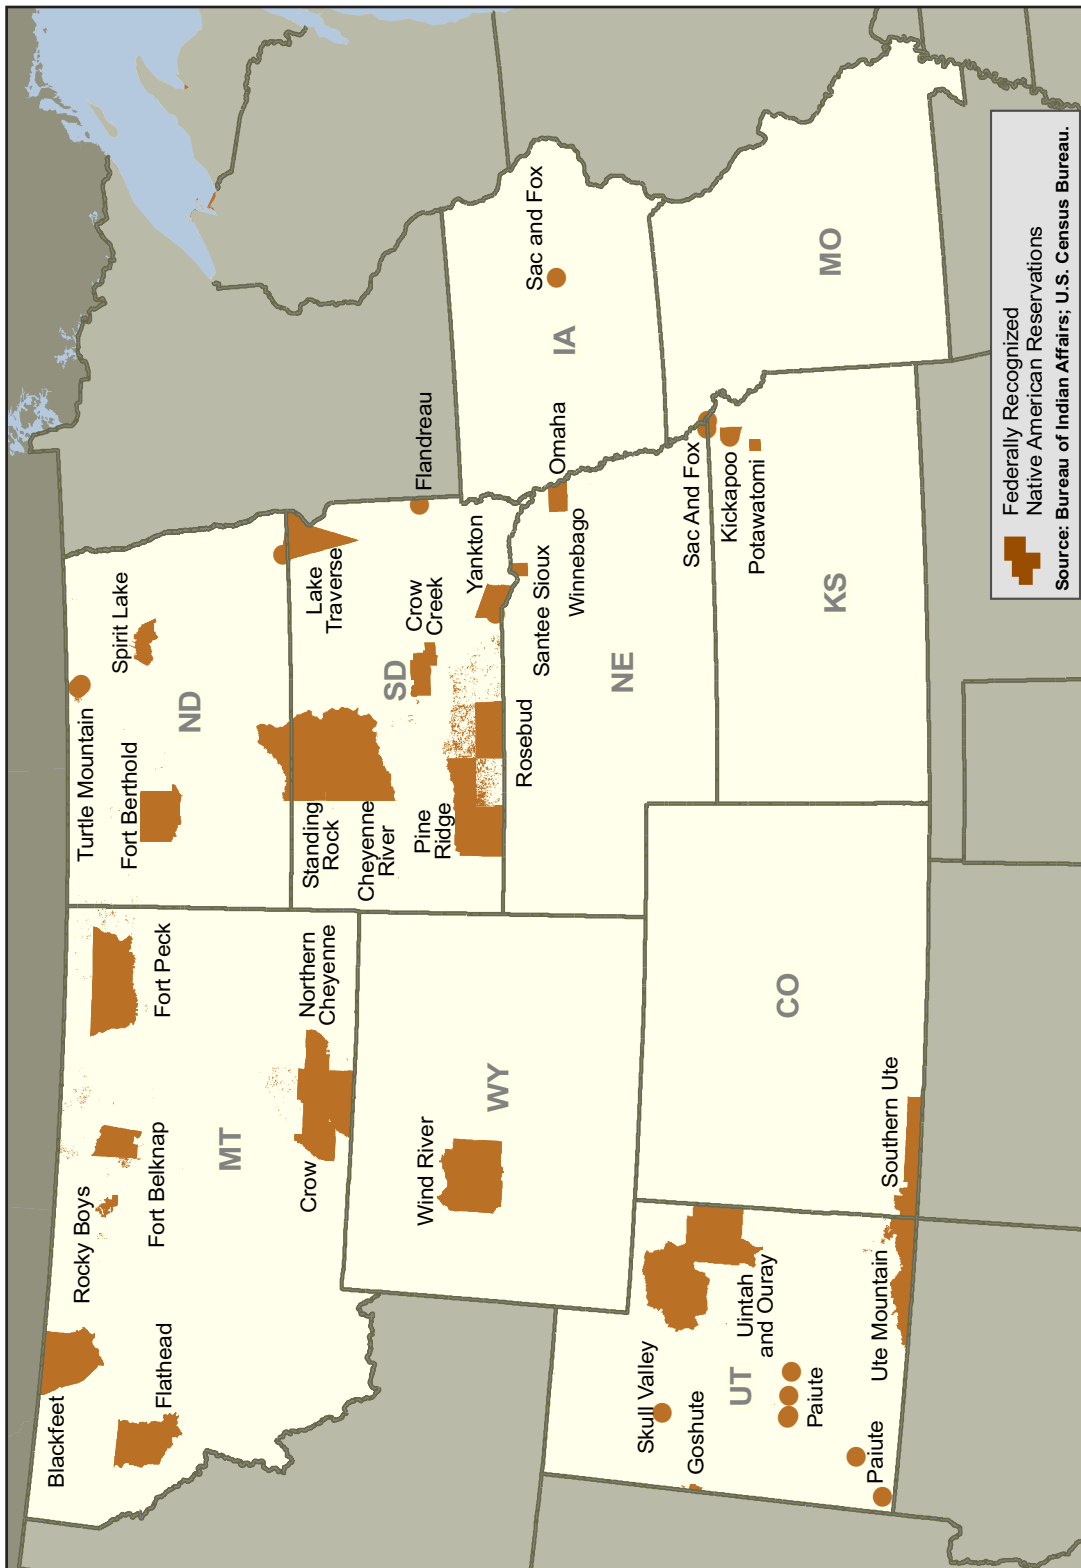 Blackfeet
Rocky Boys
Turtle Mountain
Spirit Lake
Fort Berthold
Fort Peck
Fort Belknap
Flathead
ND
MT
Northern
Cheyenne
Crow
Standing
Rock
Lake
Traverse
Cheyenne
River
SD
Crow
Creek
Flandreau
Pine
Ridge
Yankton
Wind River
WY
Rosebud
Santee Sioux
Winnebago
Omaha
Sac and Fox
IA
NE
Sac And Fox
Kickapoo
Potawatomi
MO
KS
CO
Skull Valley
Goshute
UT
Uintah
and Ouray
Paiute
Paiute
Ute Mountain
Southern Ute
Federally Recognized
Native American Reservations
Source: Bureau of Indian Affairs; U.S. Census Bureau.